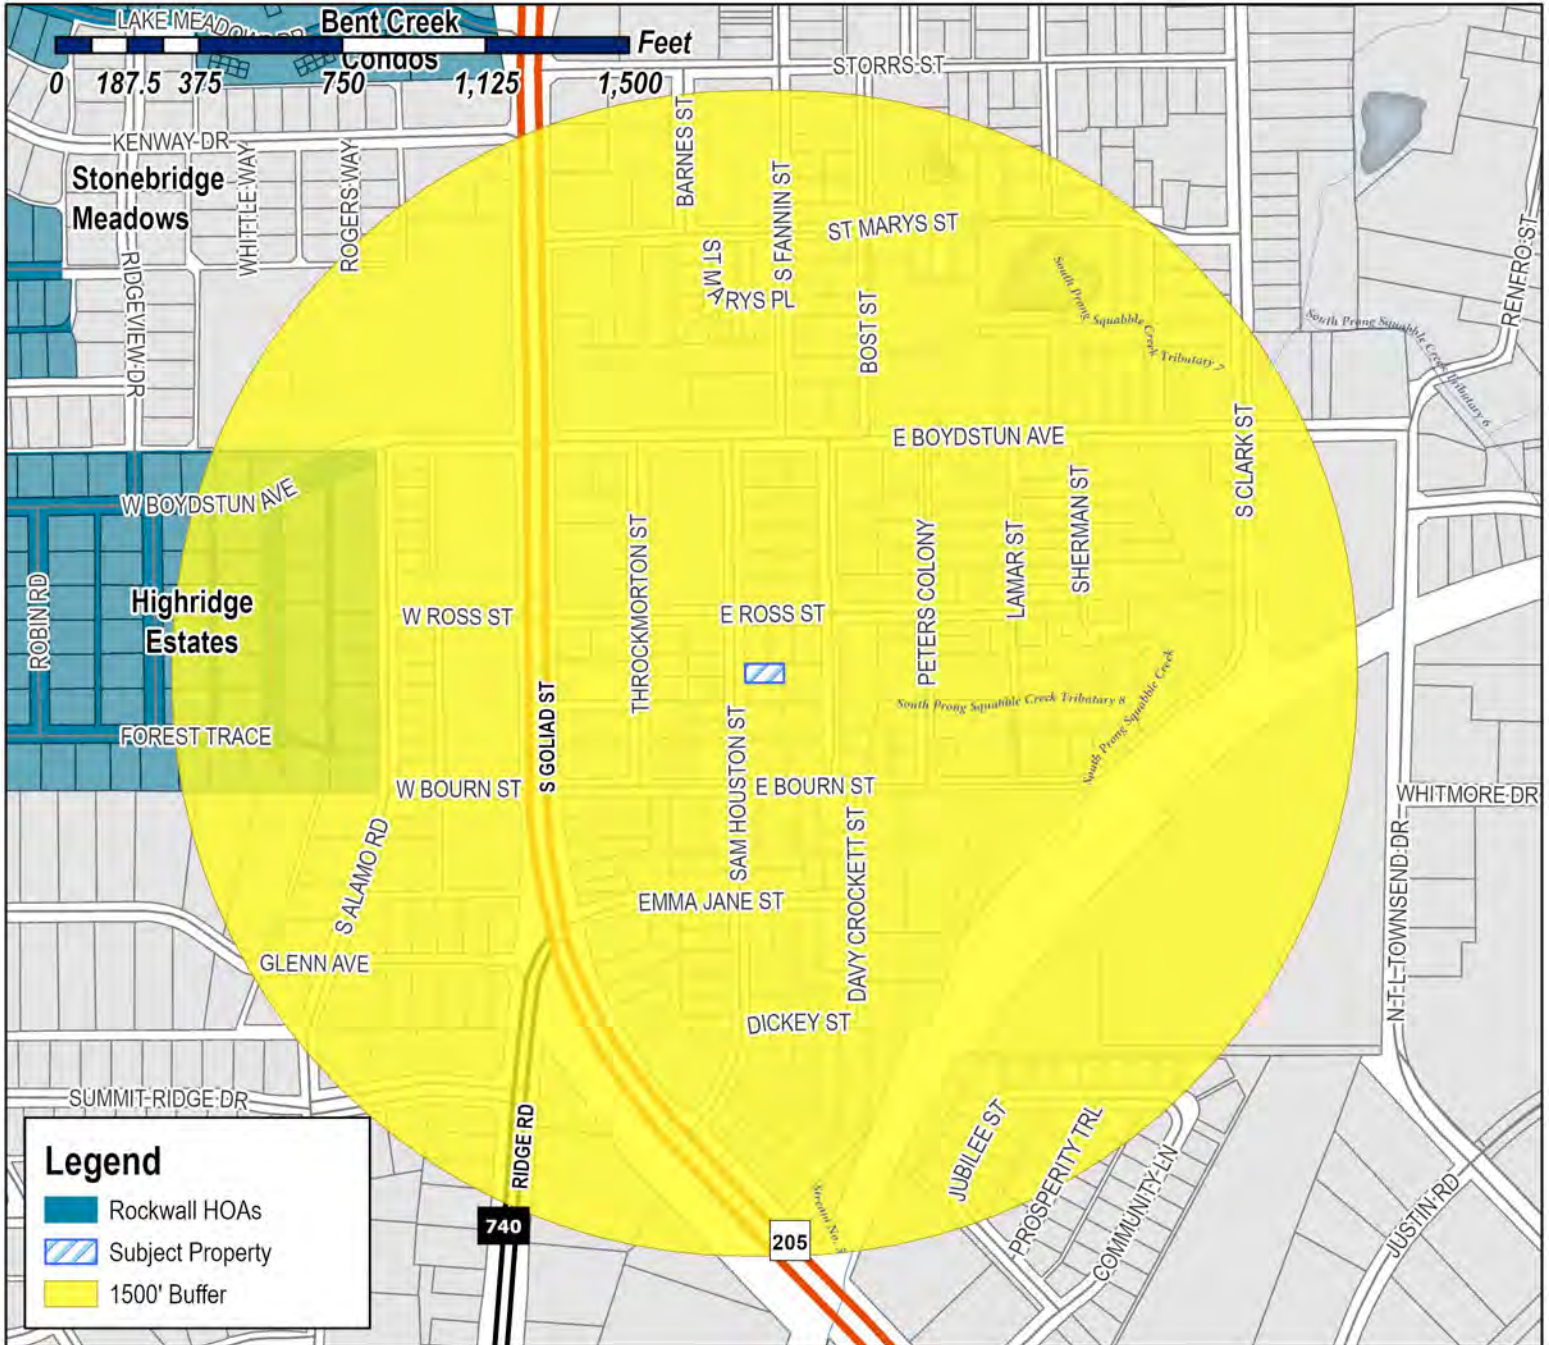 LAKE MEADOWS DR
Bent Creek
Condos
Feet
0 187.5 375 750 1,125 1,500
STORRS ST
KENWAY DR
BARNES ST
Stonebridge
Meadows
WHITTLE WAY
ROGERS WAY
S FANNIN ST
ST MARYS ST
ST MARYS PL
RIDGEVIEW DR
BOST ST
South Prong Squabble Creek Tributary 7
South Prong Squabble Creek Tributary 6
RENFRO ST
E BOYDSTUN AVE
S CLARK ST
W BOYDSTUN AVE
SHERMAN ST
THROCKMORTON ST
PETERS COLONY
LAMAR ST
ROBIN RD
Highridge
Estates
W ROSS ST
E ROSS ST
South Prong Squabble Creek Tributary 8
South Prong Squabble Creek
FOREST TRACE
S GOLIAD ST
SAM HOUSTON ST
W BOURN ST
E BOURN ST
WHITMORE DR
S ALAMO RD
DAVY CROCKETT ST
N T L TOWNSEND DR
EMMA JANE ST
GLENN AVE
DICKEY ST
SUMMIT RIDGE DR
RIDGE RD
JUBILEE ST
PROSPERITY TRL
COMMUNITY LN
JUSTIN RD
740
205
Legend
Rockwall HOAs
Subject Property
1500' Buffer